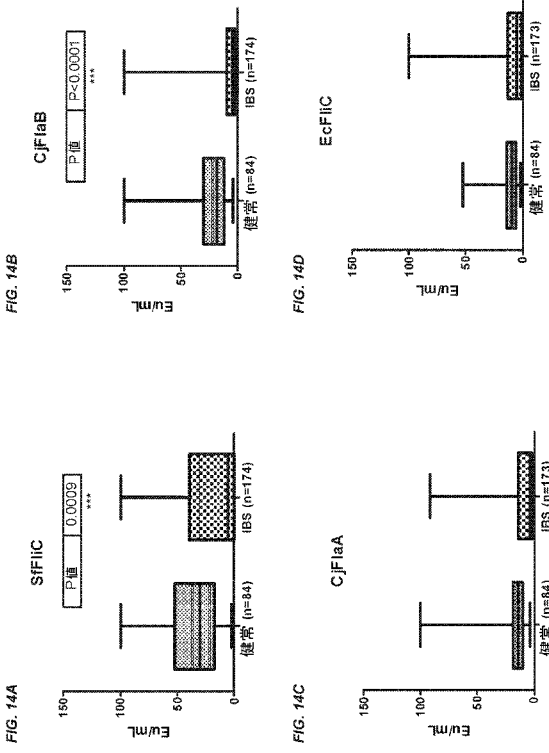 FIG. 14A
SfFliC
P 値 0.0009
***
150
100
50
0
Eu/mL
健常 (n=84)
IBS (n=174)
FIG. 14B
CjFlaB
P 値 P<0.0001
***
150
100
50
0
Eu/mL
健常 (n=84)
IBS (n=174)
FIG. 14C
CjFlaA
150
100
50
0
Eu/mL
健常 (n=84)
IBS (n=173)
FIG. 14D
EcFliC
150
100
50
0
Eu/mL
健常 (n=84)
IBS (n=173)